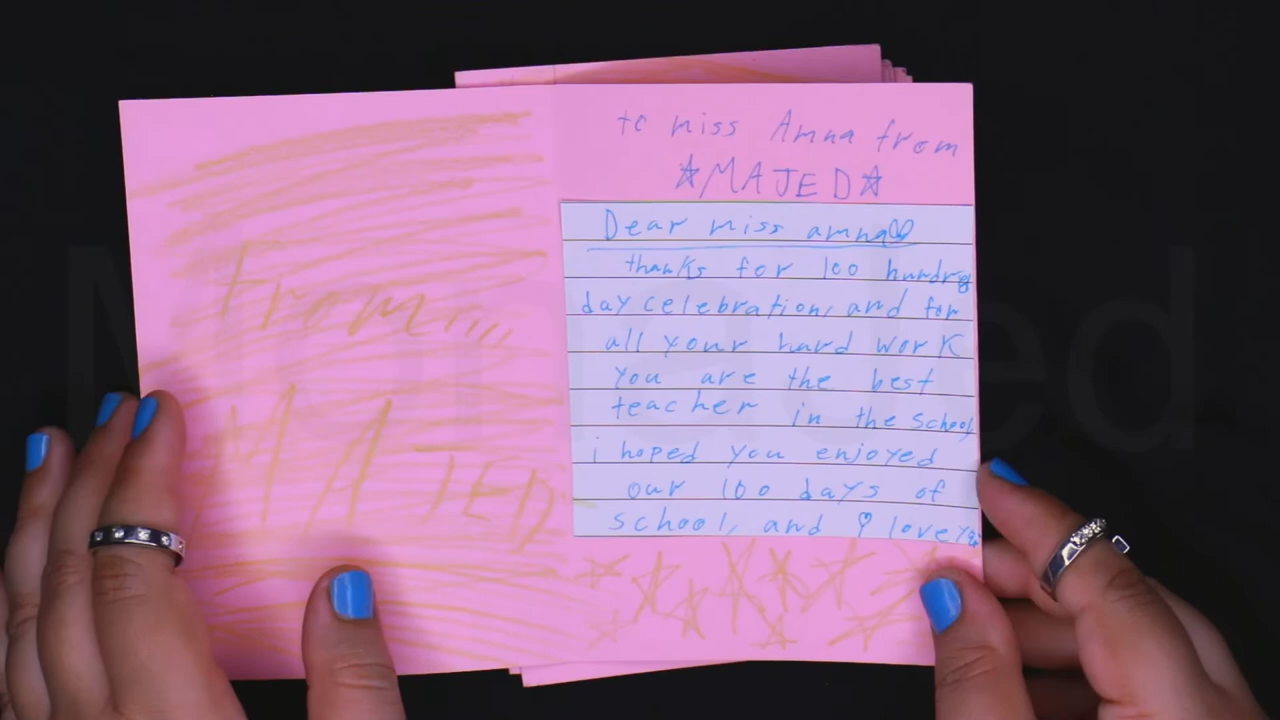 from....
MAJED
to miss Amna from
☆MAJED☆
Dear miss amna♡
thanks for 100 hundred
day celebration, and for
all your hard work
you are the best
teacher in the school
i hoped you enjoyed
our 100 days of
school, and i love you